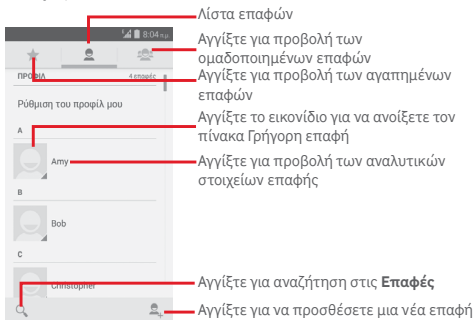 Λίστα επαφών
8:04 πμ
Αγγίξτε για προβολή των
ομαδοποιημένων επαφών
ΠΡΟΦΙΛ
4 επαφές
Αγγίξτε για προβολή των αγαπημένων
επαφών
Ρύθμιση του προφίλ μου
Αγγίξτε το εικονίδιο για να ανοίξετε τον
πίνακα Γρήγορη επαφή
A
Amy
Αγγίξτε για προβολή των αναλυτικών
στοιχείων επαφής
B
Bob
C
Christopher
Αγγίξτε για αναζήτηση στις Επαφές
Αγγίξτε για να προσθέσετε μια νέα επαφή